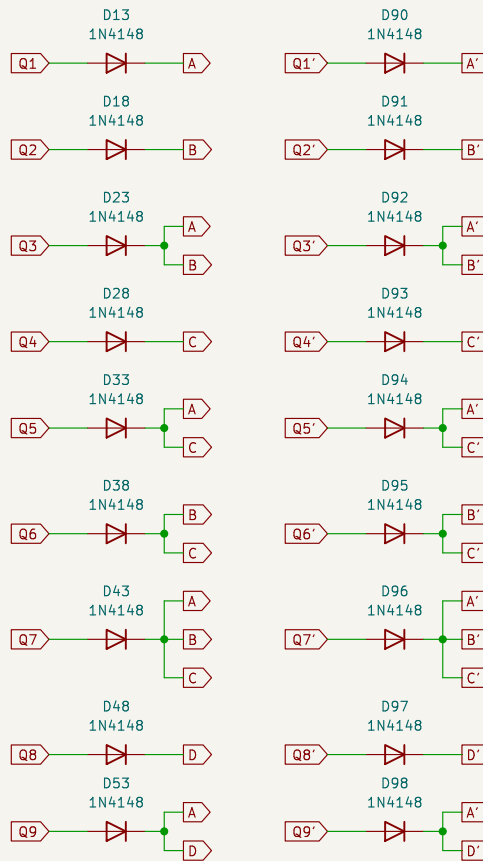 D13
1N4148
Q1
A
D90
1N4148
Q1'
A'
D18
1N4148
Q2
B
D91
1N4148
Q2'
B'
D23
1N4148
Q3
A
B
D92
1N4148
Q3'
A'
B'
D28
1N4148
Q4
C
D93
1N4148
Q4'
C'
D33
1N4148
Q5
A
C
D94
1N4148
Q5'
A'
C'
D38
1N4148
Q6
B
C
D95
1N4148
Q6'
B'
C'
D43
1N4148
Q7
A
B
C
D96
1N4148
Q7'
A'
B'
C'
D48
1N4148
Q8
D
D97
1N4148
Q8'
D'
D53
1N4148
Q9
A
D
D98
1N4148
Q9'
A'
D'